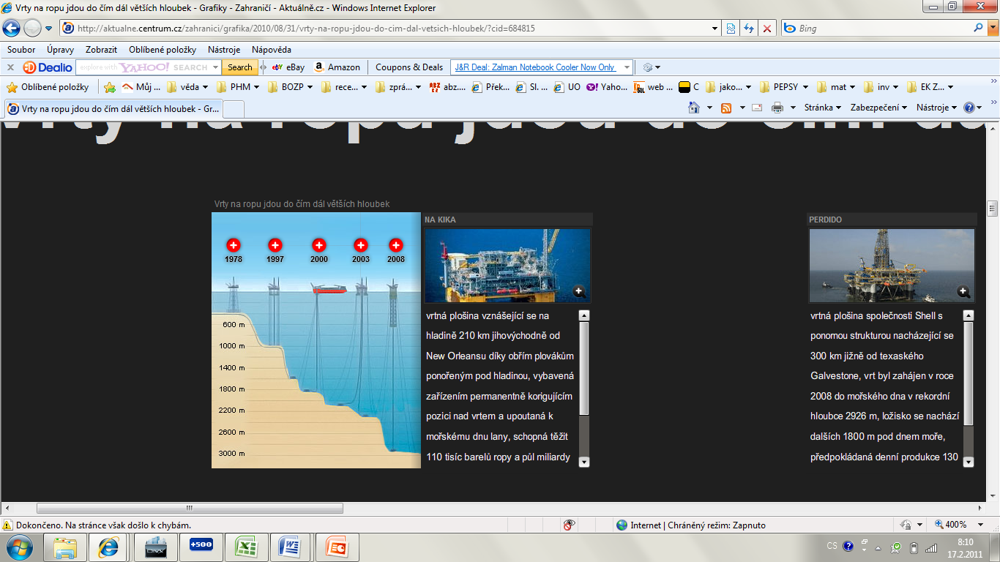 Vrty na ropu jdou do čím dál větších hloubek - Grafiky - Zahraničí - Aktuálně.cz - Windows Internet Explorer
http://aktualne.centrum.cz/zahranici/grafika/2010/08/31/vrty-na-ropu-jdou-do-cim-dal-vetsich-hloubek/?cid=684815
Bing
Soubor Úpravy Zobrazit Oblíbené položky Nástroje Nápověda
x Dealio explore with YAHOO! SEARCH Search eBay Amazon Coupons & Deals J&R Deal: Zalman Notebook Cooler Now Only
Oblíbené položky Můj ... věda PHM BOZP rece... zprá... abz.... Přek... Sl. ... UO Yaho... web ... C jako... PEPSY mat inv EK Z...
Vrty na ropu jdou do čím dál větších hloubek - Gr...
Stránka Zabezpečení Nástroje
Vrty na ropu jdou do čím dá
Vrty na ropu jdou do čím dál větších hloubek
1978 1997 2000 2003 2008
600 m
1000 m
1400 m
1800 m
2200 m
2600 m
3000 m
NA KIKA
vrtná plošina vznášející se na
hladině 210 km jihovýchodně od
New Orleansu díky obřím plovákům
ponořeným pod hladinou, vybavená
zařízením permanentně korigujícím
pozici nad vrtem a upoutaná k
mořskému dnu lany, schopná těžit
110 tisíc barelů ropy a půl miliardy
PERDIDO
vrtná plošina společnosti Shell s
ponornou strukturou nacházející se
300 km jižně od texaského
Galvestone, vrt byl zahájen v roce
2008 do mořského dna v rekordní
hloubce 2926 m, ložisko se nachází
dalších 1800 m pod dnem moře,
předpokládaná denní produkce 130
Dokončeno. Na stránce však došlo k chybám.
Internet | Chráněný režim: Zapnuto
400%
+500
CS
8:10
17.2.2011